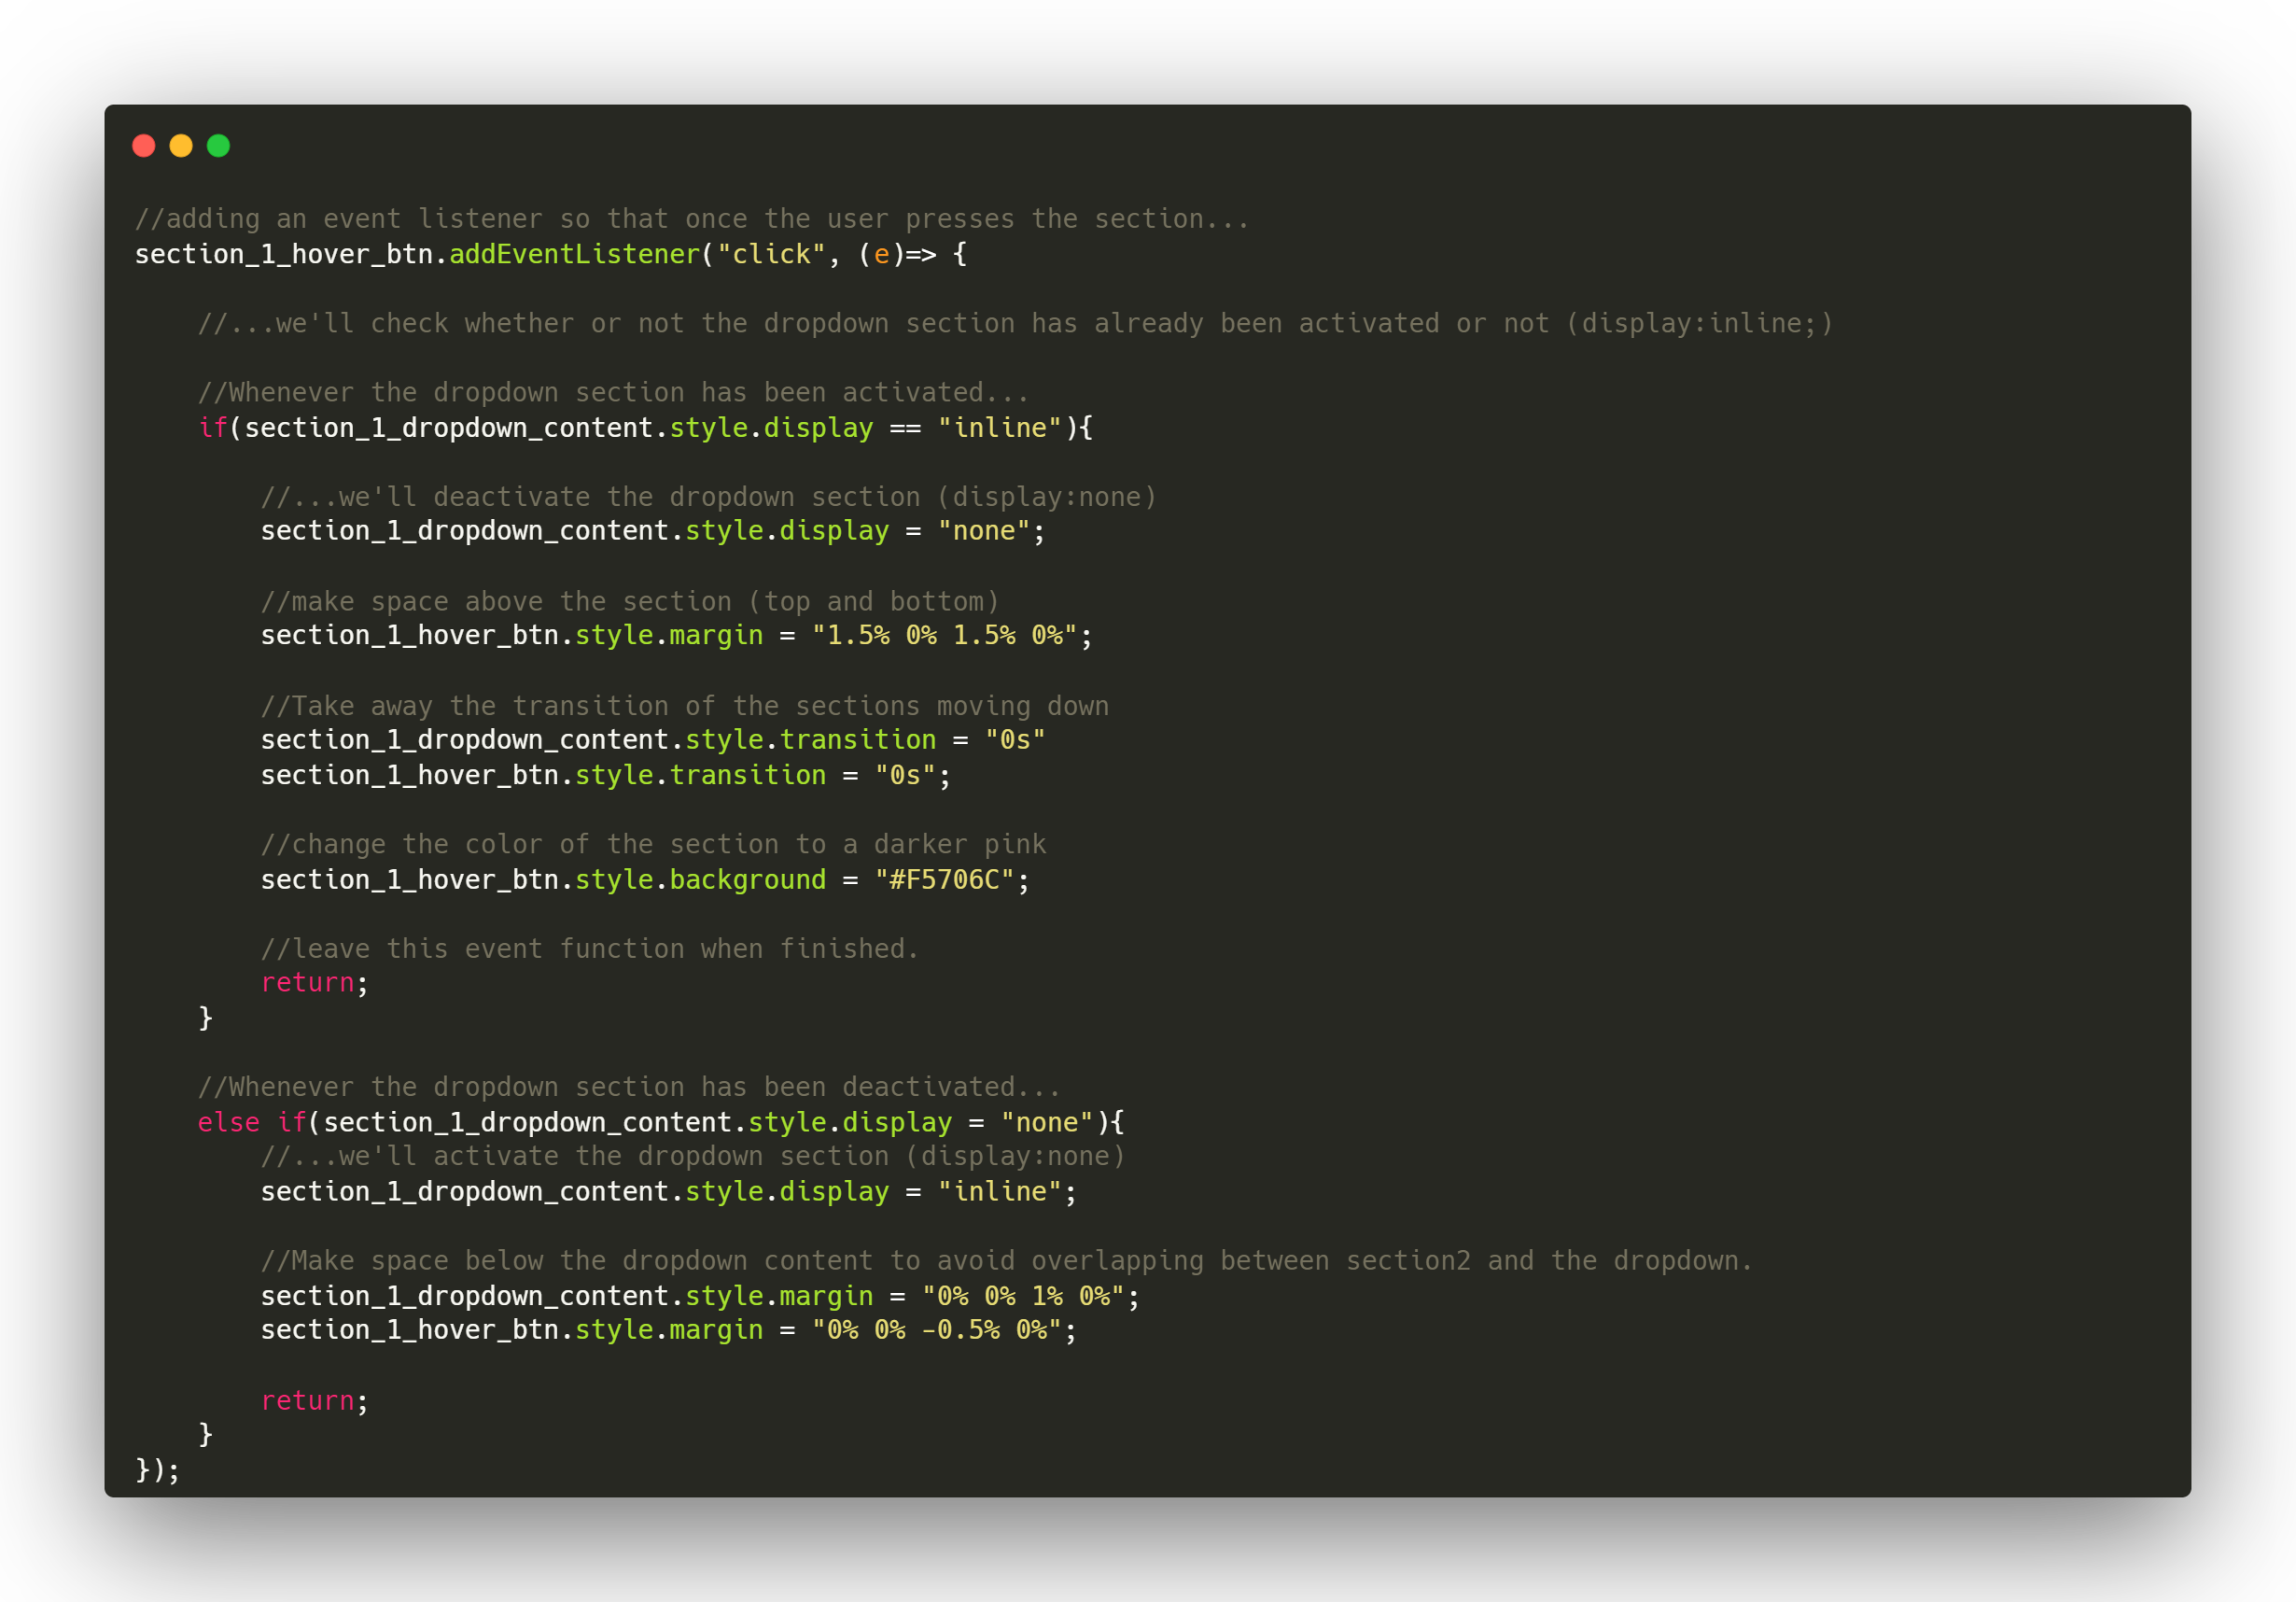 //adding an event listener so that once the user presses the section...
section_1_hover_btn.addEventListener("click", (e)=> {
//...we'll check whether or not the dropdown section has already been activated or not (display:inline;)
//Whenever the dropdown section has been activated...
if(section_1_dropdown_content.style.display == "inline"){
//...we'll deactivate the dropdown section (display:none)
section_1_dropdown_content.style.display = "none";
//make space above the section (top and bottom)
section_1_hover_btn.style.margin = "1.5% 0% 1.5% 0%";
//Take away the transition of the sections moving down
section_1_dropdown_content.style.transition = "0s"
section_1_hover_btn.style.transition = "0s";
//change the color of the section to a darker pink
section_1_hover_btn.style.background = "#F5706C";
//leave this event function when finished.
return;
}
//Whenever the dropdown section has been deactivated...
else if(section_1_dropdown_content.style.display = "none"){
//...we'll activate the dropdown section (display:none)
section_1_dropdown_content.style.display = "inline";
//Make space below the dropdown content to avoid overlapping between section2 and the dropdown.
section_1_dropdown_content.style.margin = "0% 0% 1% 0%";
section_1_hover_btn.style.margin = "0% 0% -0.5% 0%";
return;
}
});